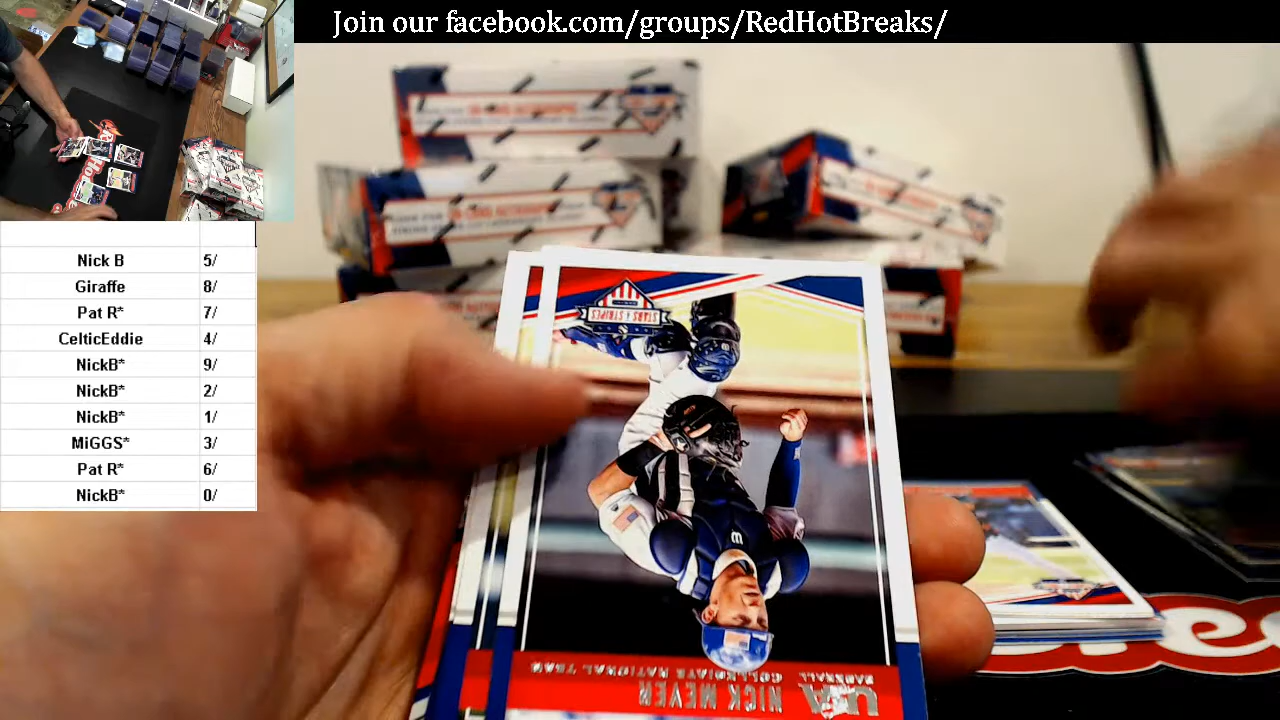 Join our facebook.com/groups/RedHotBreaks/
Nick B 5/
Giraffe 8/
Pat R* 7/
CelticEddie 4/
NickB* 9/
NickB* 2/
NickB* 1/
MiGGS* 3/
Pat R* 6/
NickB* 0/
STARS & STRIPES
USA BASEBALL
NICK MEYER
COLLEGIATE NATIONAL TEAM